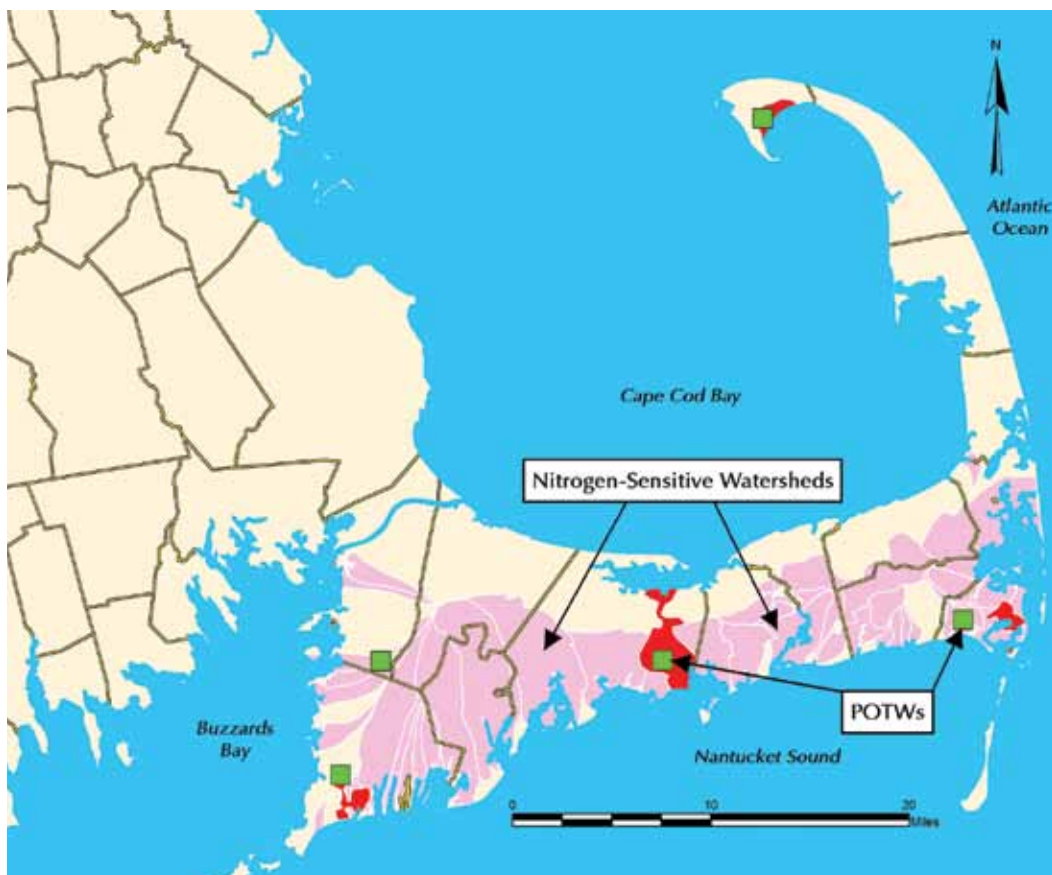 N
Atlantic
Ocean
Cape Cod Bay
Nitrogen-Sensitive Watersheds
POTWs
Buzzards
Bay
Nantucket Sound
0 10 20
Miles